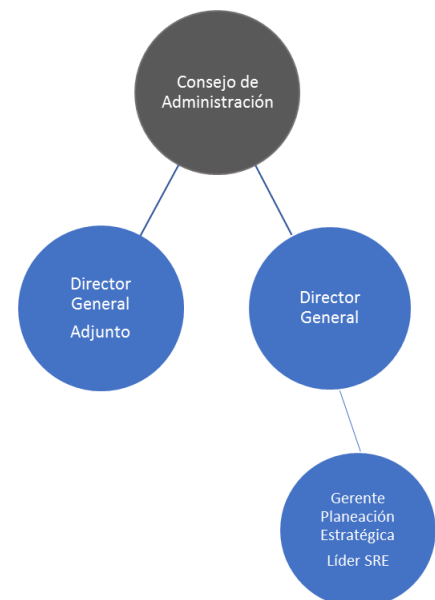 Consejo de
Administración
Director
General
Adjunto
Director
General
Gerente
Planeación
Estratégica
Líder SRE